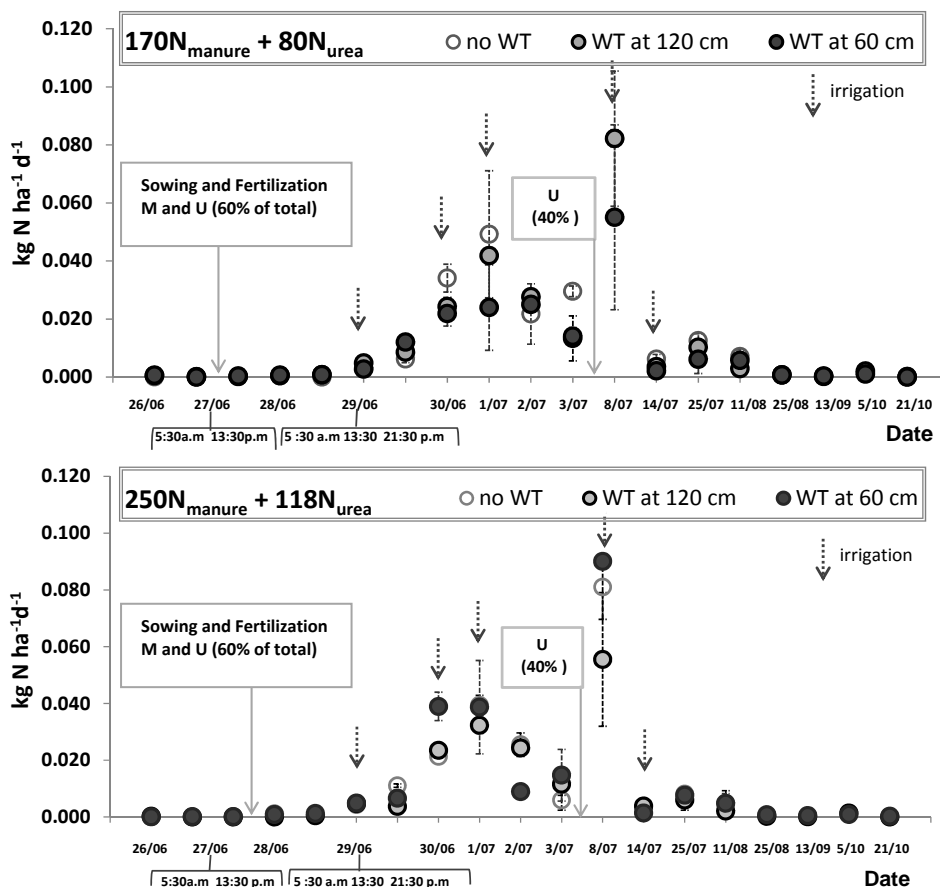 0.120
170Nmanure + 80Nurea no WT WT at 120 cm WT at 60 cm
0.100
irrigation
0.080
kg N ha-1 d-1
Sowing and Fertilization
M and U (60% of total)
U
(40% )
0.060
0.040
0.020
0.000
26/06 27/06 28/06 29/06 30/06 1/07 2/07 3/07 8/07 14/07 25/07 11/08 25/08 13/09 5/10 21/10
5:30a.m 13:30p.m 5 :30 a.m 13:30 21:30 p.m
Date
0.120
250Nmanure + 118Nurea no WT WT at 120 cm WT at 60 cm
0.100
irrigation
0.080
kg N ha-1d-1
Sowing and Fertilization
M and U (60% of total)
U
(40% )
0.060
0.040
0.020
0.000
26/06 27/06 28/06 29/06 30/06 1/07 2/07 3/07 8/07 14/07 25/07 11/08 25/08 13/09 5/10 21/10
5:30a.m 13:30 p.m 5 :30 a.m 13:30 21:30 p.m
Date